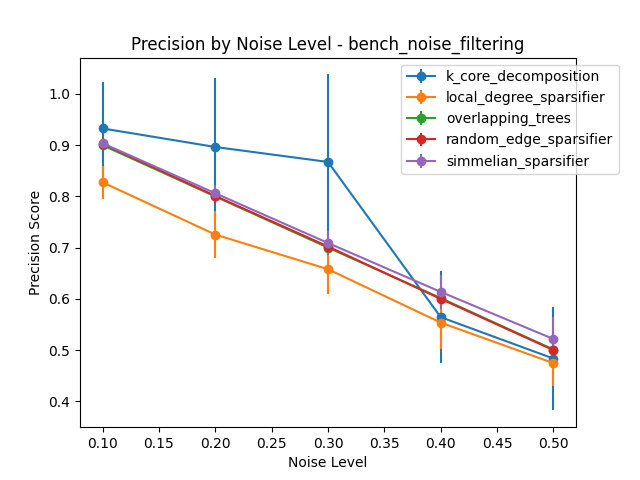 Precision by Noise Level - bench_noise_filtering
k_core_decomposition
local_degree_sparsifier
overlapping_trees
random_edge_sparsifier
simmelian_sparsifier
Precision Score
1.0
0.9
0.8
0.7
0.6
0.5
0.4
0.10
0.15
0.20
0.25
0.30
0.35
0.40
0.45
0.50
Noise Level